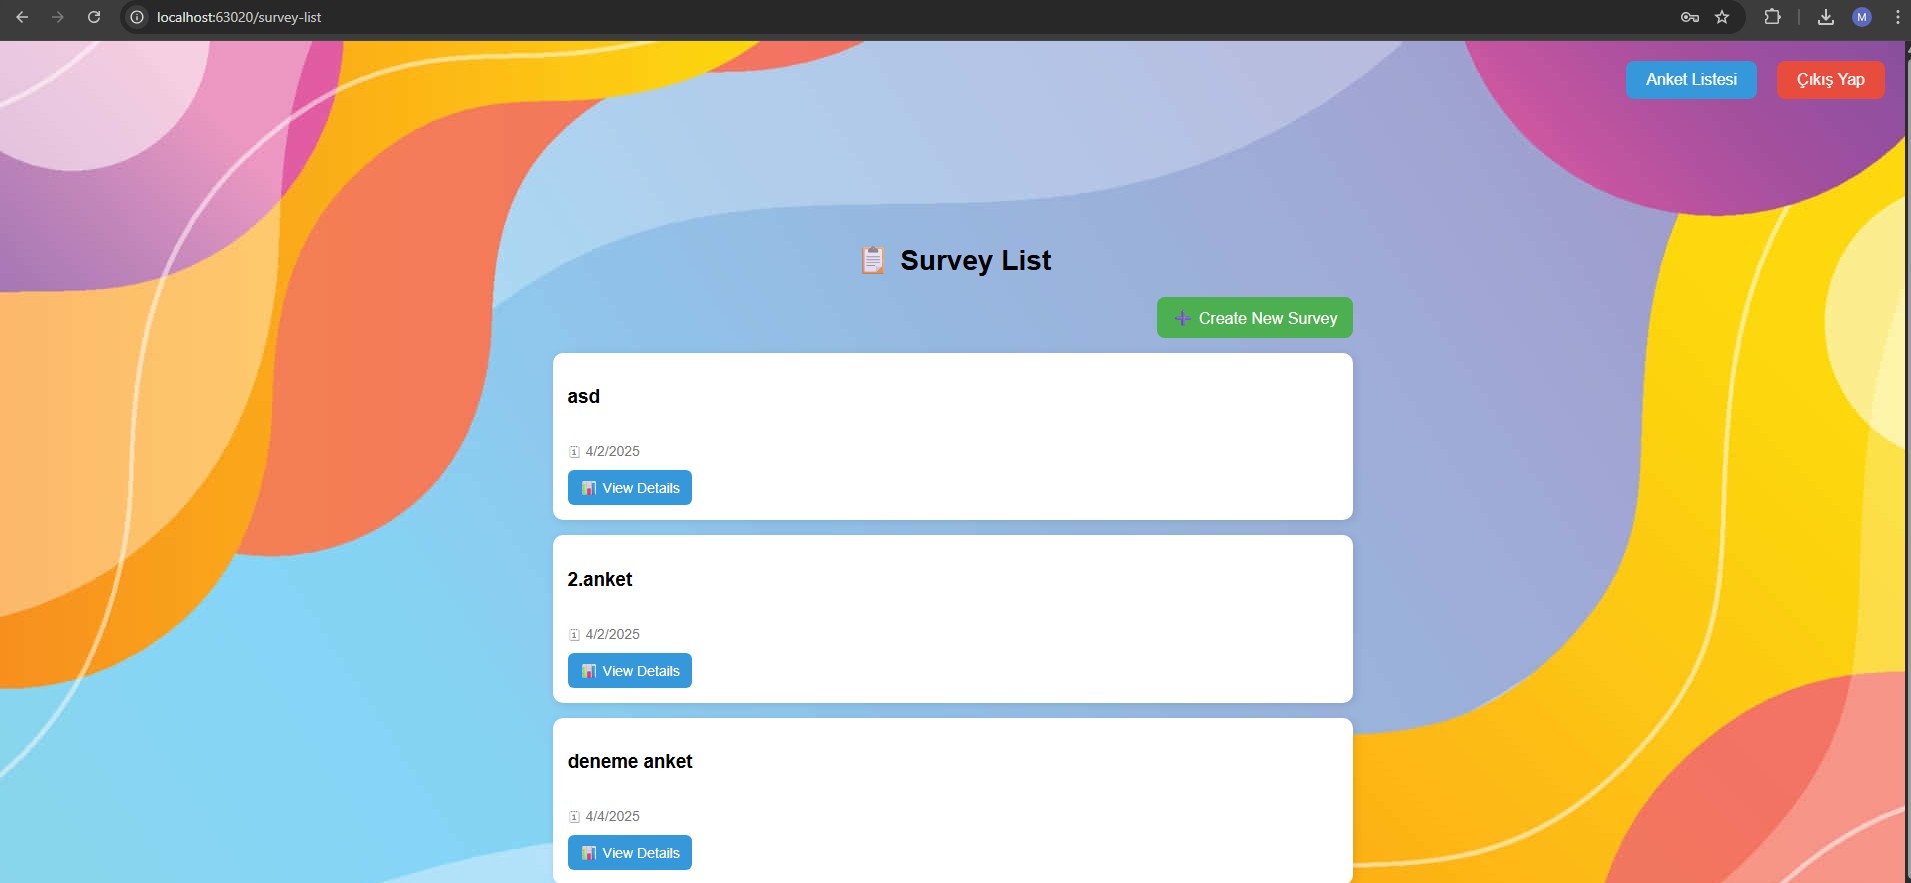 localhost:63020/survey-list
M
Anket Listesi
Çıkış Yap
Survey List
Create New Survey
asd
4/2/2025
View Details
2.anket
4/2/2025
View Details
deneme anket
4/4/2025
View Details